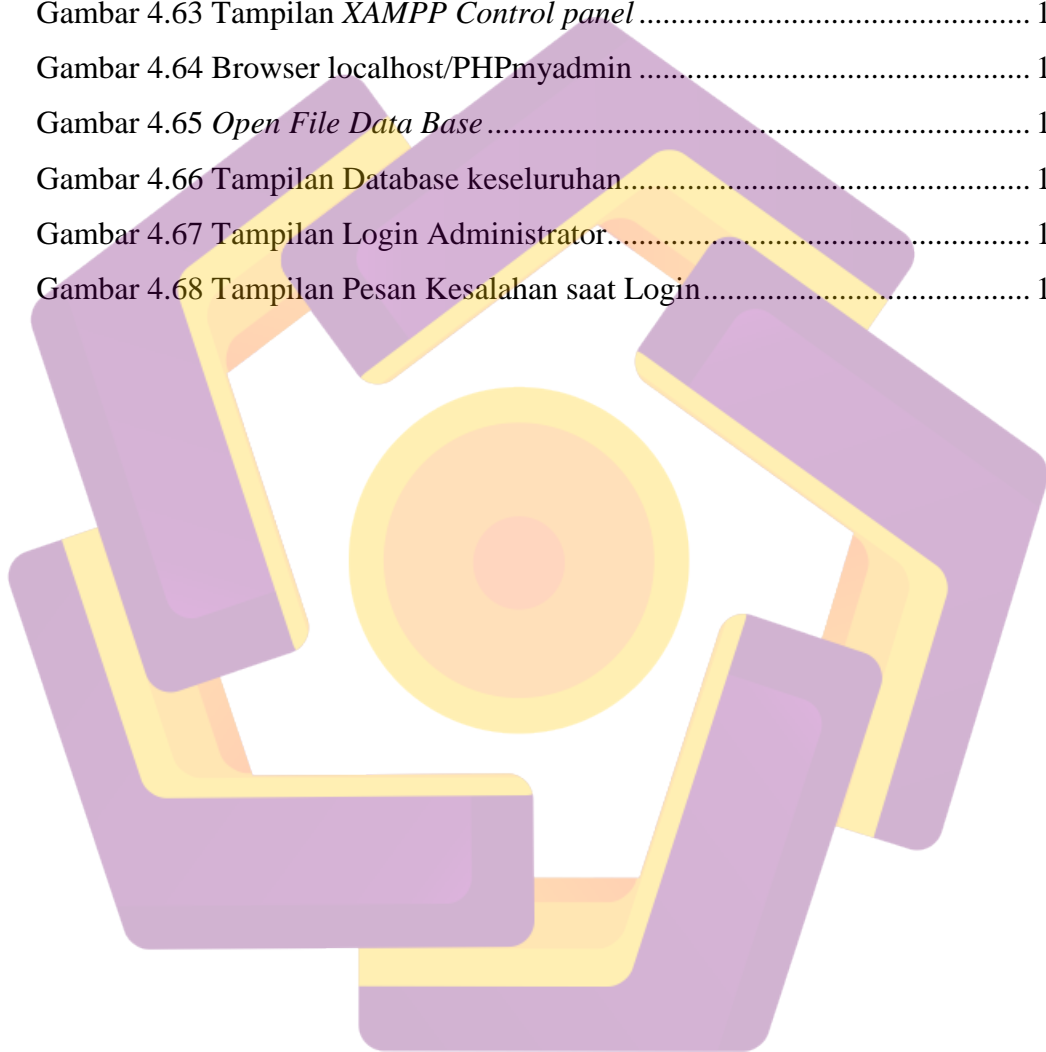 Gambar 4.63 Tampilan XAMPP Control panel ................................................ 1
Gambar 4.64 Browser localhost/PHPmyadmin ................................................ 1
Gambar 4.65 Open File Data Base ................................................................... 1
Gambar 4.66 Tampilan Database keseluruhan.................................................. 1
Gambar 4.67 Tampilan Login Administrator.................................................... 1
Gambar 4.68 Tampilan Pesan Kesalahan saat Login........................................ 1